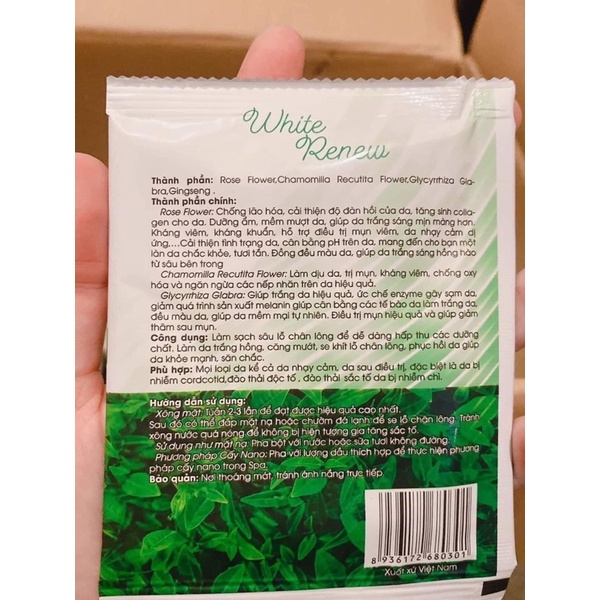 White
Renew
Thành phần: Rose Flower,Chamomilla Recutita Flower,Glycyrrhiza Gla-
bra,Gingseng .
Thành phần chính:
Rose Flower: Chống lão hóa, cải thiện độ đàn hồi của da, tăng sinh colla-
gen cho da. Dưỡng ẩm, mềm mượt da, giúp da trắng sáng mịn màng hơn.
Kháng viêm, kháng khuẩn, hỗ trợ điều trị mụn viêm, da nhạy cảm dị
ứng,...Cải thiện tình trạng da, cân bằng pH trên da, mang đến cho bạn một
làn da chắc khỏe, tươi tắn. Đồng đều màu da, giúp da trắng sáng hồng hào
từ sâu bên trong
Chamomilla Recutita Flower: Làm dịu da, trị mụn, kháng viêm, chống oxy
hóa và ngăn ngừa các nếp nhăn trên da hiệu quả.
Glycyrrhiza Glabra: Giúp trắng da hiệu quả, ức chế enzyme gây sạm da,
giảm quá trình sản xuất melanin giúp cân bằng các tế bào da làm trắng da,
đều màu da, giúp da mềm mại tự nhiên. Điều trị mụn hiệu quả và giúp giảm
thâm sau mụn.
Công dụng: Làm sạch sâu lỗ chân lông để dễ dàng hấp thu các dưỡng
chất. Làm da trắng hồng, căng mướt, se khít lỗ chân lông, phục hồi da giúp
da khỏe mạnh, săn chắc.
Phù hợp: Mọi loại da kể cả da nhạy cảm, da sau điều trị, đặc biệt là da bị
nhiễm cordcotid,đào thải độc tố , đào thải sắc tố da bị nhiễm chì.
Hướng dẫn sử dụng:
Xông mặt: Tuần 2-3 lần để đạt được hiệu quả cao nhất.
Sau đó có thể đắp mặt nạ hoặc chườm đá lạnh để se lỗ chân lông. Tránh
xông nước quá nóng để không bị hiện tượng gia tăng sắc tố.
Sử dụng như mặt nạ: Pha bột với nước hoặc sữa tươi không đường.
Phương pháp Cấy Nano: Pha với lượng dầu thích hợp để thực hiện phương
pháp cấy nano trong Spa.
Bảo quản: Nơi thoáng mát, tránh ánh nắng trực tiếp.
8 936172 680301
Xuất xứ Việt Nam